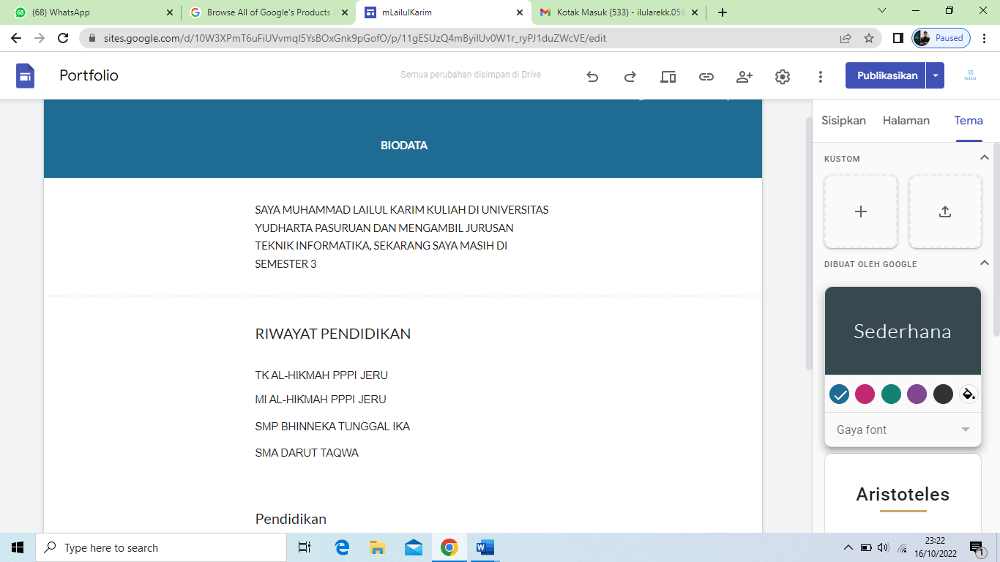 (68) WhatsApp
Browse All of Google's Products
mLailulKarim
Kotak Masuk (533) - ilularekk.05
sites.google.com/d/10W3XPmT6uFiUVvmqI5YsBOxGnk9pGofO/p/11gESUzQ4mByiIUv0W1r_ryPJ1duZWcVE/edit
Paused
Portfolio
Semua perubahan disimpan di Drive
Publikasikan
BIODATA
SAYA MUHAMMAD LAILUL KARIM KULIAH DI UNIVERSITAS
YUDHARTA PASURUAN DAN MENGAMBIL JURUSAN
TEKNIK INFORMATIKA, SEKARANG SAYA MASIH DI
SEMESTER 3
RIWAYAT PENDIDIKAN
TK AL-HIKMAH PPPI JERU
MI AL-HIKMAH PPPI JERU
SMP BHINNEKA TUNGGAL IKA
SMA DARUT TAQWA
Pendidikan
Sisipkan Halaman Tema
KUSTOM
DIBUAT OLEH GOOGLE
Sederhana
Gaya font
Aristoteles
Type here to search
23:22
16/10/2022
1